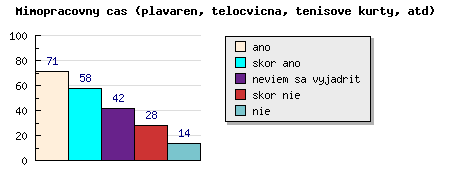 Mimopracovny cas (plavaren, telocvicna, tenisove kurty, atd)
100
80
60
40
20
0
71
58
42
28
14
ano
skor ano
neviem sa vyjadrit
skor nie
nie